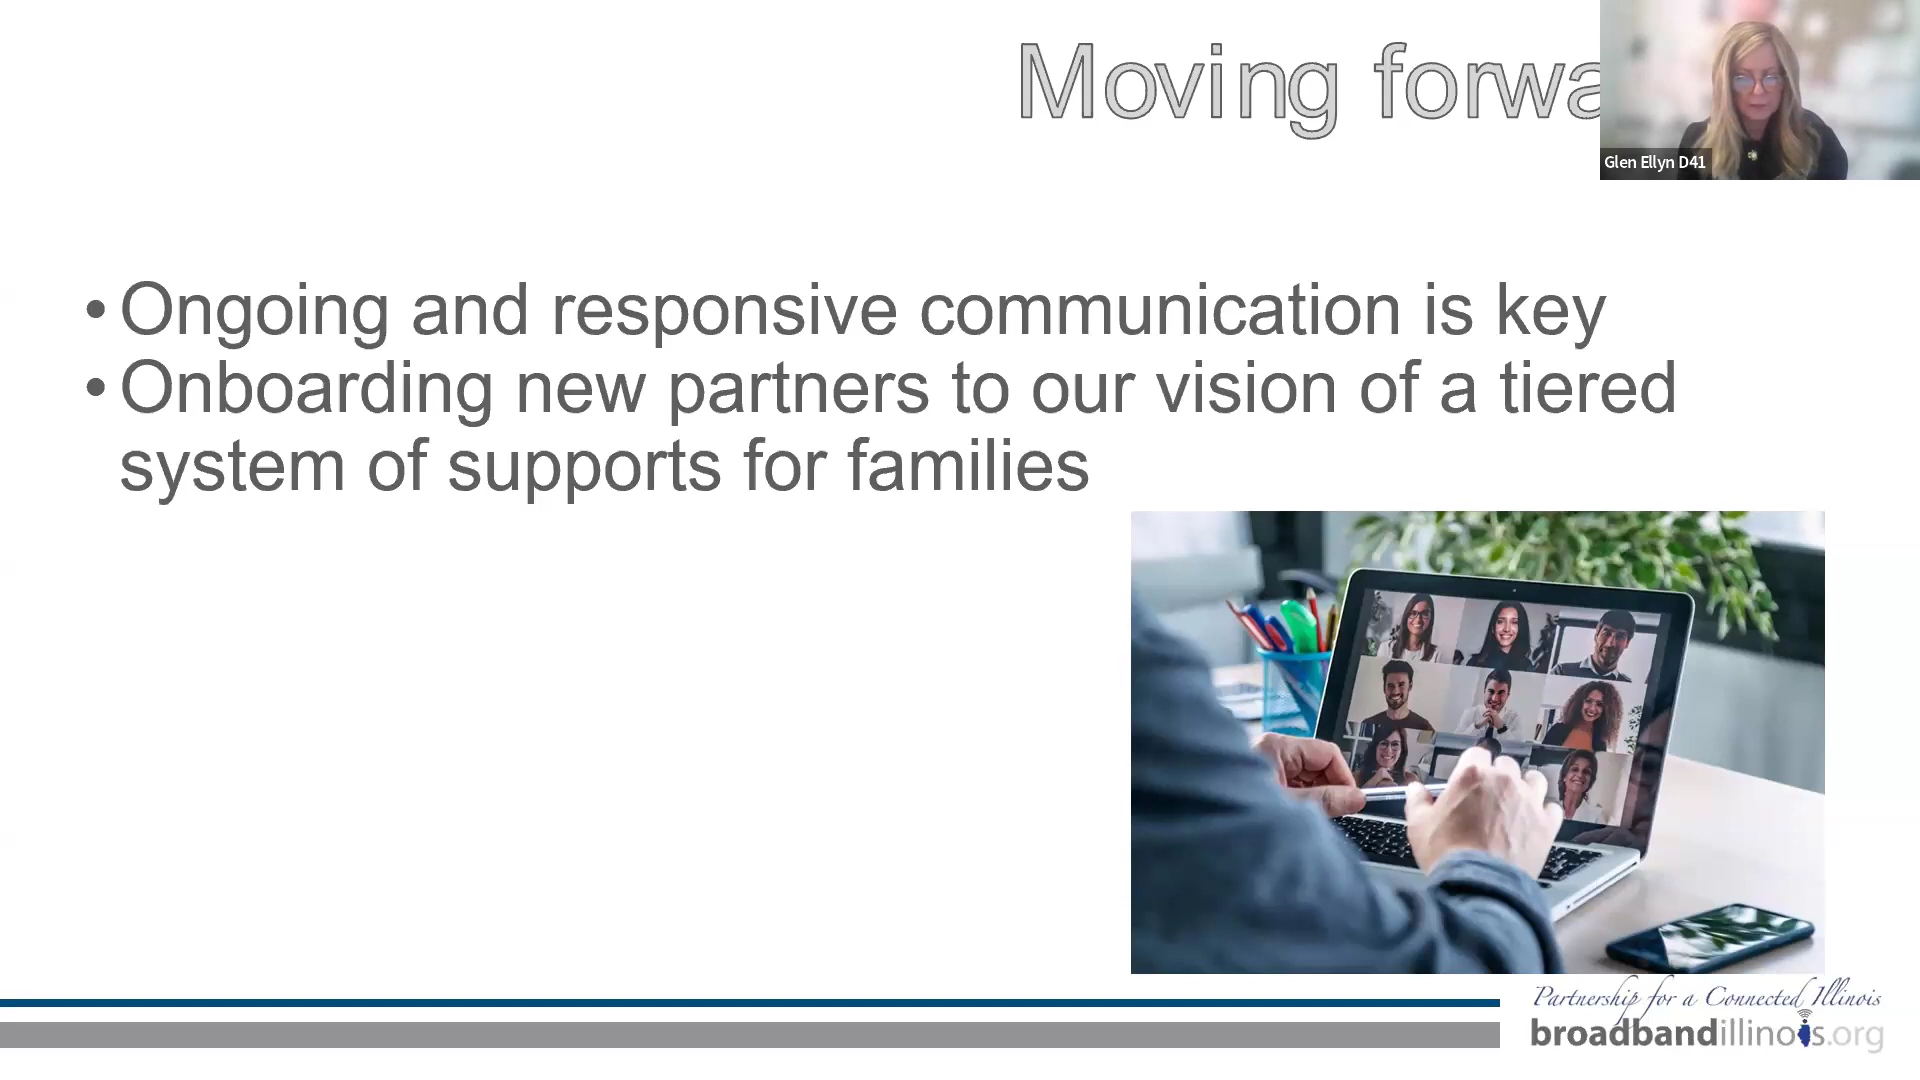 Moving forwa
Glen Ellyn D41
• Ongoing and responsive communication is key
• Onboarding new partners to our vision of a tiered
system of supports for families
Partnership for a Connected Illinois
broadbandillinois.org